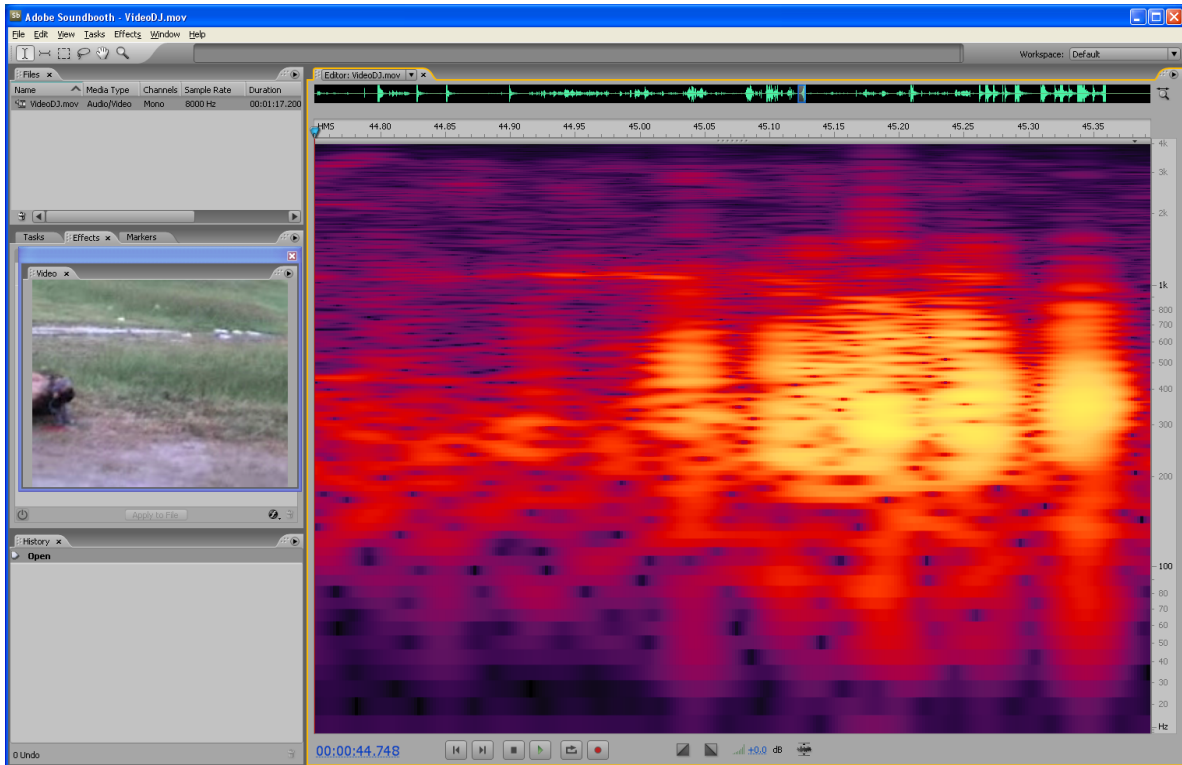 Adobe Soundbooth - VideoDJ.mov
File Edit View Tasks Effects Window Help
Workspace: Default
Files x
Name Media Type Channels Sample Rate Duration
VideoDJ.mov Audio/Video Mono 8000 Hz 00:01:17.200
Tasks Effects x Markers
Video x
Apply to File
History x
Open
0 Undo
Editor: VideoDJ.mov x
HMS 44.80 44.85 44.90 44.95 45.00 45.05 45.10 45.15 45.20 45.25 45.30 45.35
4k
3k
2k
1k
800
700
600
500
400
300
200
100
80
70
60
50
40
30
20
Hz
00:00:44.748
+0.0 dB